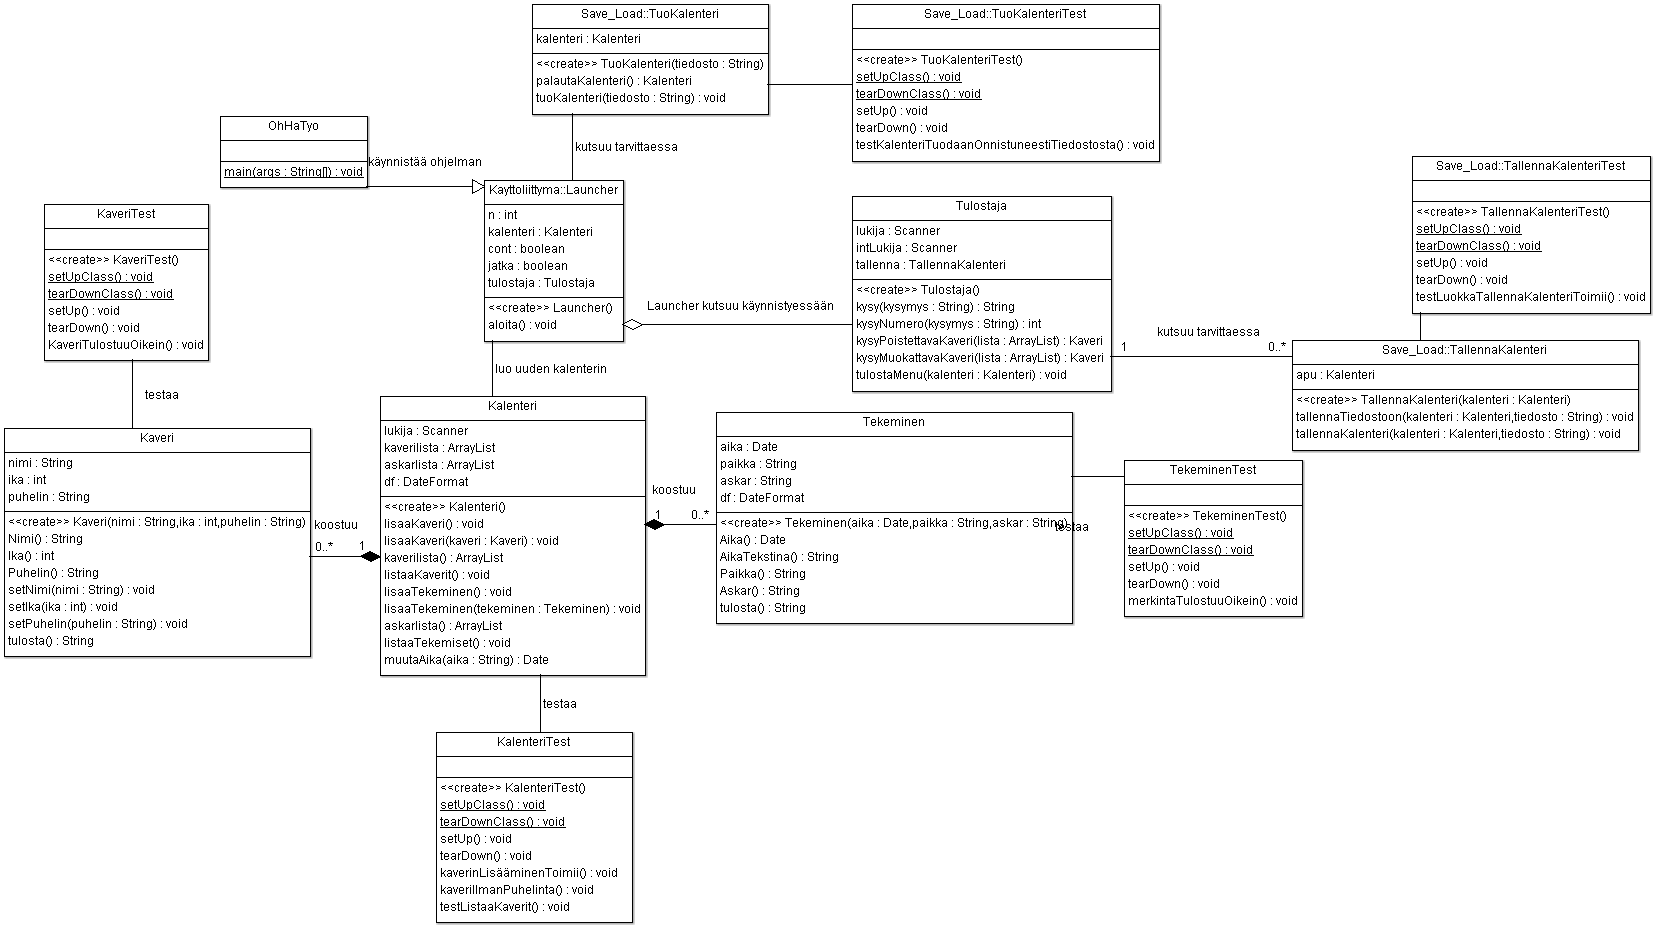 Save_Load::TuoKalenteri
kalenteri : Kalenteri
<<create>> TuoKalenteri(tiedosto : String)
palautaKalenteri() : Kalenteri
tuoKalenteri(tiedosto : String) : void
Save_Load::TuoKalenteriTest
<<create>> TuoKalenteriTest()
setUpClass() : void
tearDownClass() : void
setUp() : void
tearDown() : void
testKalenteriTuodaanOnnistuneestiTiedostosta() : void
OhHaTyo
main(args : String[]) : void
käynnistää ohjelman
kutsuu tarvittaessa
Kayttoliittyma::Launcher
n : int
kalenteri : Kalenteri
cont : boolean
jatka : boolean
tulostaja : Tulostaja
<<create>> Launcher()
aloita() : void
Launcher kutsuu käynnistyessään
Tulostaja
lukija : Scanner
intLukija : Scanner
tallenna : TallennaKalenteri
<<create>> Tulostaja()
kysy(kysymys : String) : String
kysyNumero(kysymys : String) : int
kysyPoistettavaKaveri(lista : ArrayList) : Kaveri
kysyMuokattavaKaveri(lista : ArrayList) : Kaveri
tulostaMenu(kalenteri : Kalenteri) : void
Save_Load::TallennaKalenteriTest
<<create>> TallennaKalenteriTest()
setUpClass() : void
tearDownClass() : void
setUp() : void
tearDown() : void
testLuokkaTallennaKalenteriToimii() : void
kutsuu tarvittaessa
1
0..*
Save_Load::TallennaKalenteri
apu : Kalenteri
<<create>> TallennaKalenteri(kalenteri : Kalenteri)
tallennaTiedostoon(kalenteri : Kalenteri,tiedosto : String) : void
tallennaKalenteri(kalenteri : Kalenteri,tiedosto : String) : void
KaveriTest
<<create>> KaveriTest()
setUpClass() : void
tearDownClass() : void
setUp() : void
tearDown() : void
KaveriTulostuuOikein() : void
testaa
Kaveri
nimi : String
ika : int
puhelin : String
<<create>> Kaveri(nimi : String,ika : int,puhelin : String)
Nimi() : String
Ika() : int
Puhelin() : String
setNimi(nimi : String) : void
setIka(ika : int) : void
setPuhelin(puhelin : String) : void
tulosta() : String
koostuu
0..*
1
luo uuden kalenterin
Kalenteri
lukija : Scanner
kaverilista : ArrayList
askarlista : ArrayList
df : DateFormat
<<create>> Kalenteri()
lisaaKaveri() : void
lisaaKaveri(kaveri : Kaveri) : void
kaverilista() : ArrayList
listaaKaverit() : void
lisaaTekeminen() : void
lisaaTekeminen(tekeminen : Tekeminen) : void
askarlista() : ArrayList
listaaTekemiset() : void
muutaAika(aika : String) : Date
koostuu
1
0..*
Tekeminen
aika : Date
paikka : String
askar : String
df : DateFormat
<<create>> Tekeminen(aika : Date,paikka : String,askar : String)
Aika() : Date
AikaTekstina() : String
Paikka() : String
Askar() : String
tulosta() : String
testaa
TekeminenTest
<<create>> TekeminenTest()
setUpClass() : void
tearDownClass() : void
setUp() : void
tearDown() : void
merkintaTulostuuOikein() : void
testaa
KalenteriTest
<<create>> KalenteriTest()
setUpClass() : void
tearDownClass() : void
setUp() : void
tearDown() : void
kaverinLisääminenToimii() : void
kaveriIlmanPuhelinta() : void
testListaaKaverit() : void